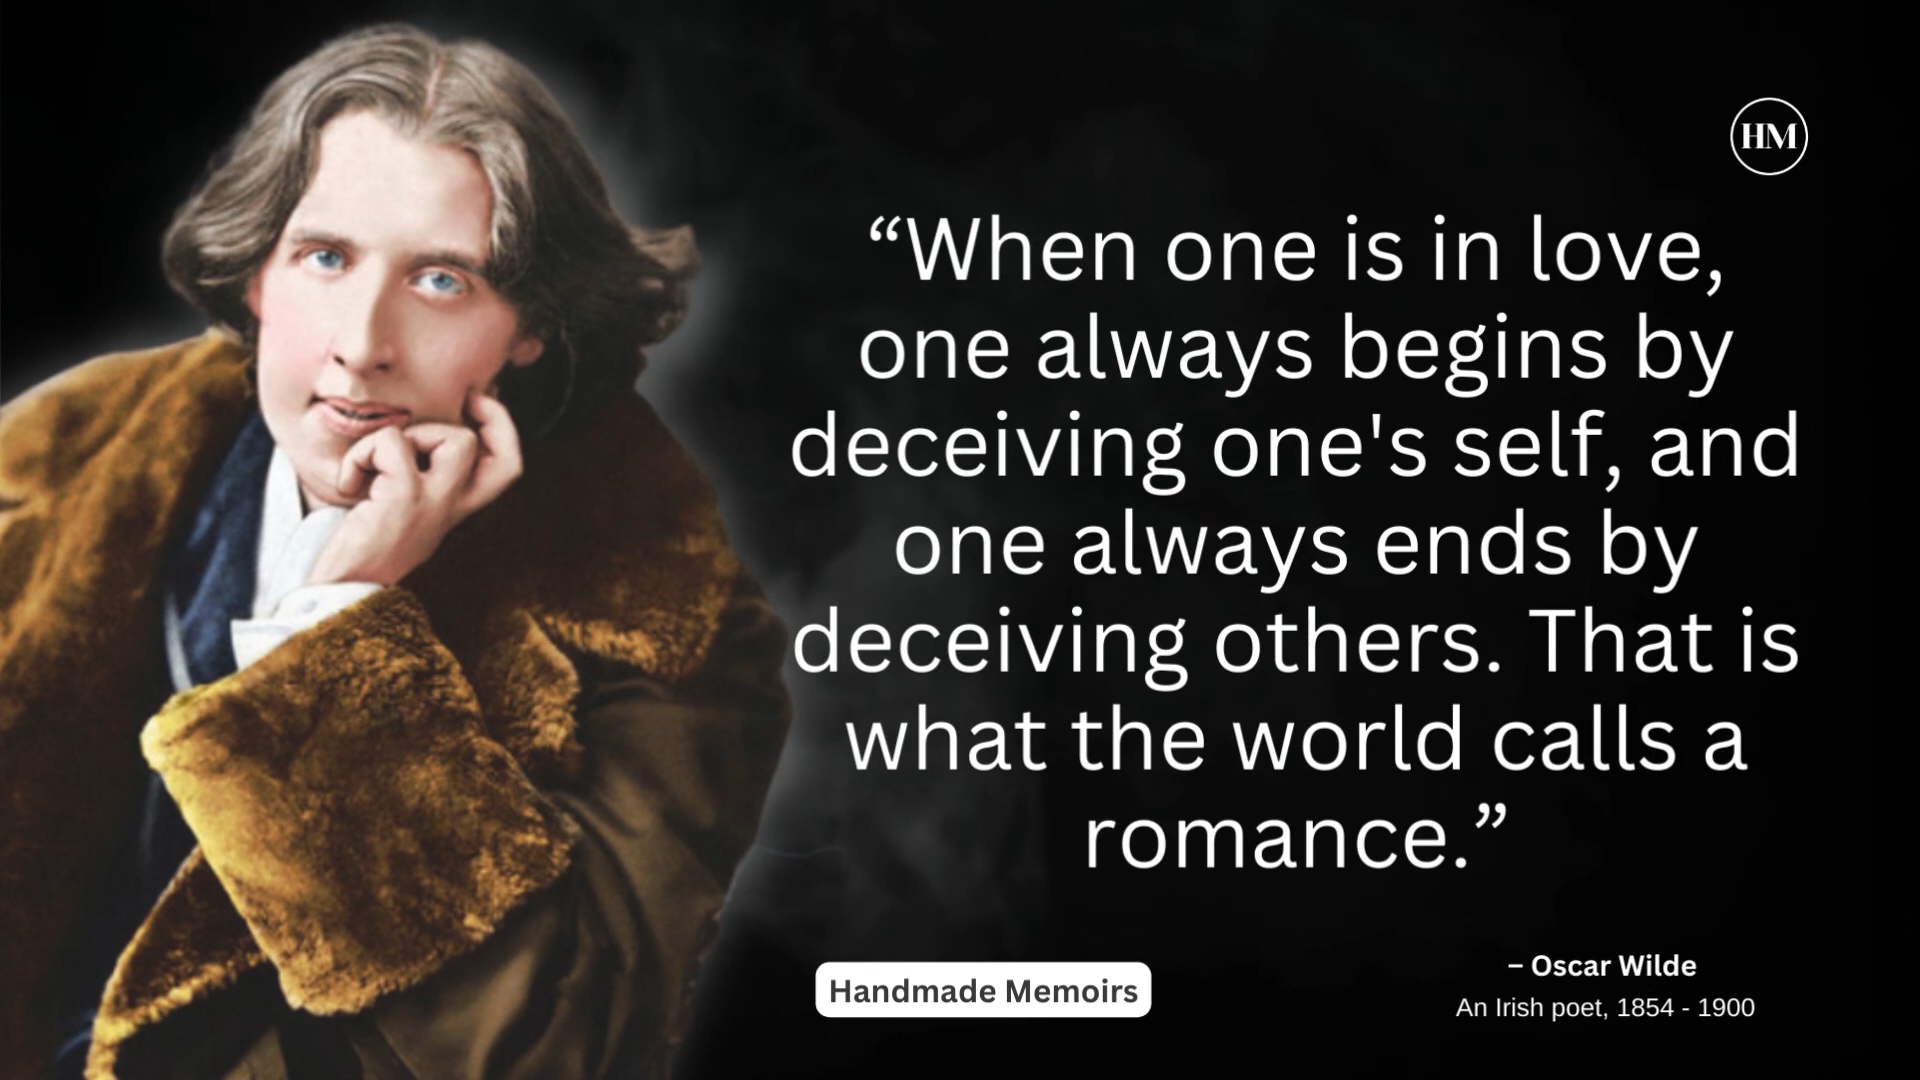 HM
“When one is in love,
one always begins by
deceiving one's self, and
one always ends by
deceiving others. That is
what the world calls a
romance.”
– Oscar Wilde
Handmade Memoirs
An Irish poet, 1854 - 1900